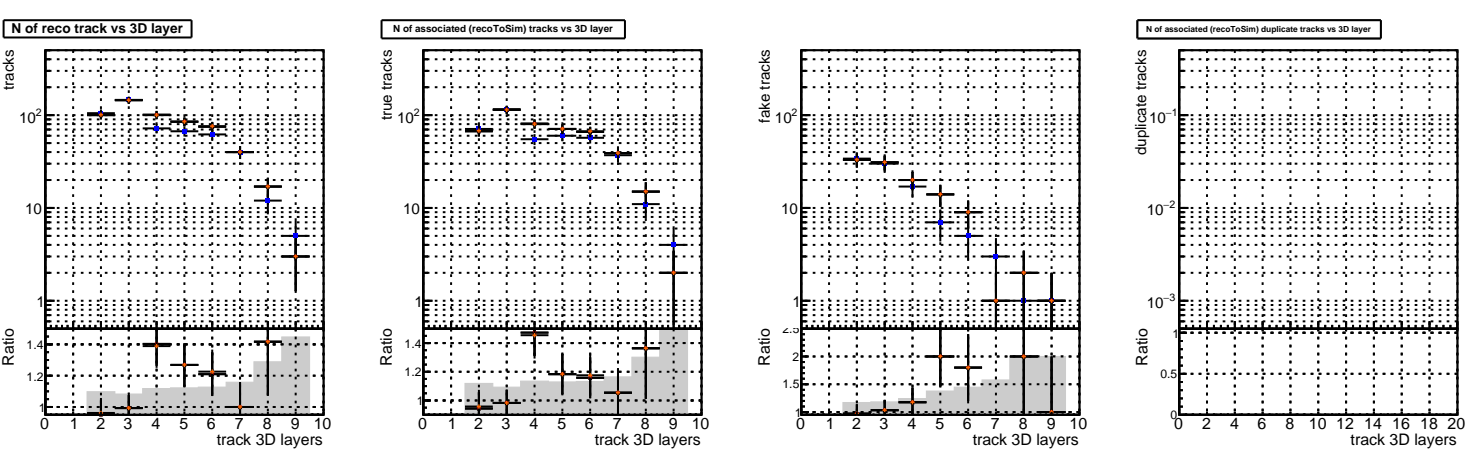 N of reco track vs 3D layer
tracks
10²
10
1
Ratio
1.4
1.2
1
0 1 2 3 4 5 6 7 8 9 10
track 3D layers
N of associated (recoToSim) tracks vs 3D layer
true tracks
10²
10
1
Ratio
1.4
1.2
1
0 1 2 3 4 5 6 7 8 9 10
track 3D layers
fake tracks
10²
10
1
Ratio
2.5
2
1.5
1
0 1 2 3 4 5 6 7 8 9 10
track 3D layers
N of associated (recoToSim) duplicate tracks vs 3D layer
duplicate tracks
10⁻¹
10⁻²
10⁻³
Ratio
1
0.5
0
0 2 4 6 8 10 12 14 16 18 20
track 3D layers